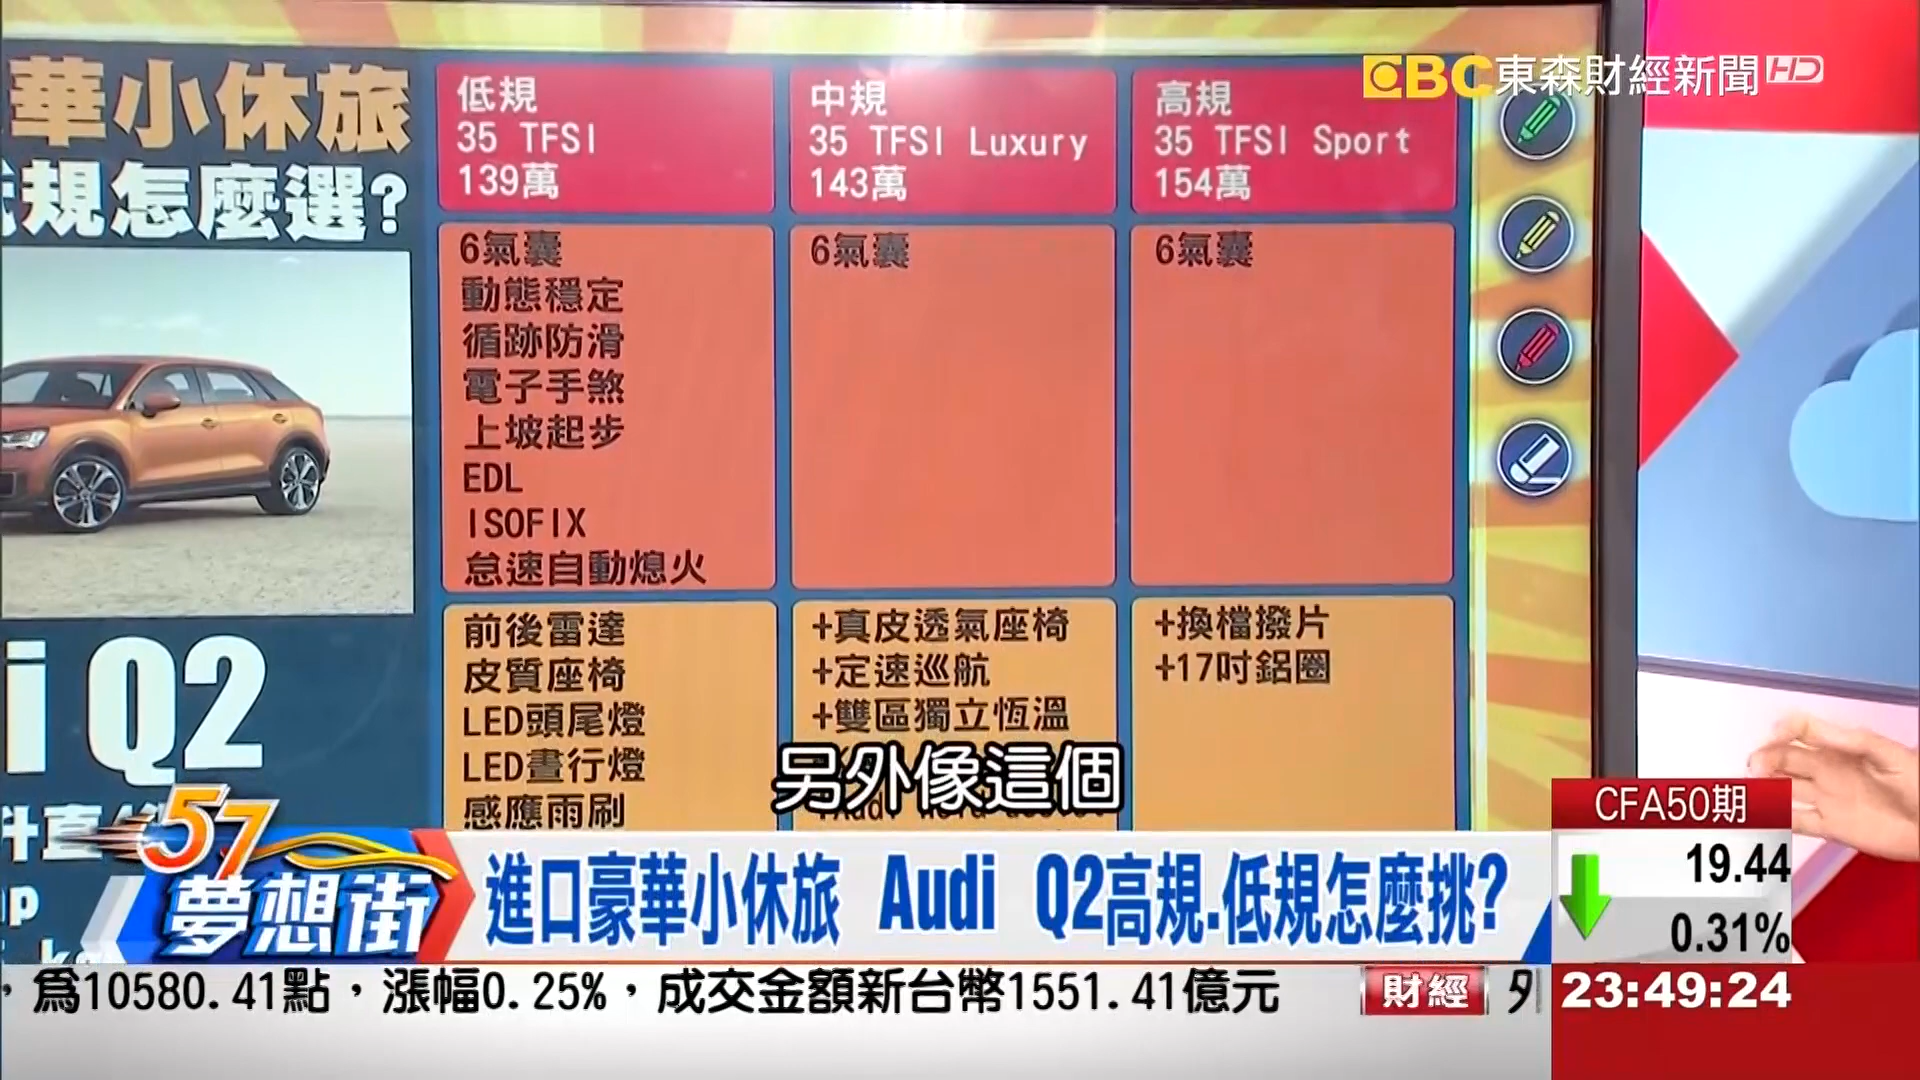 EBC東森財經新聞HD
華小休旅
規怎麼選?
i Q2
低規
35 TFSI
139萬
6氣囊
動態穩定
循跡防滑
電子手煞
上坡起步
EDL
ISOFIX
怠速自動熄火
前後雷達
皮質座椅
LED頭尾燈
LED晝行燈
感應雨刷
中規
35 TFSI Luxury
143萬
6氣囊
+真皮透氣座椅
+定速巡航
+雙區獨立恆溫
高規
35 TFSI Sport
154萬
6氣囊
+換檔撥片
+17吋鋁圈
另外像這個
57夢想街
進口豪華小休旅 Audi Q2高規.低規怎麼挑?
CFA50期
19.44
0.31%
，為10580.41點，漲幅0.25%，成交金額新台幣1551.41億元
財經
23:49:24